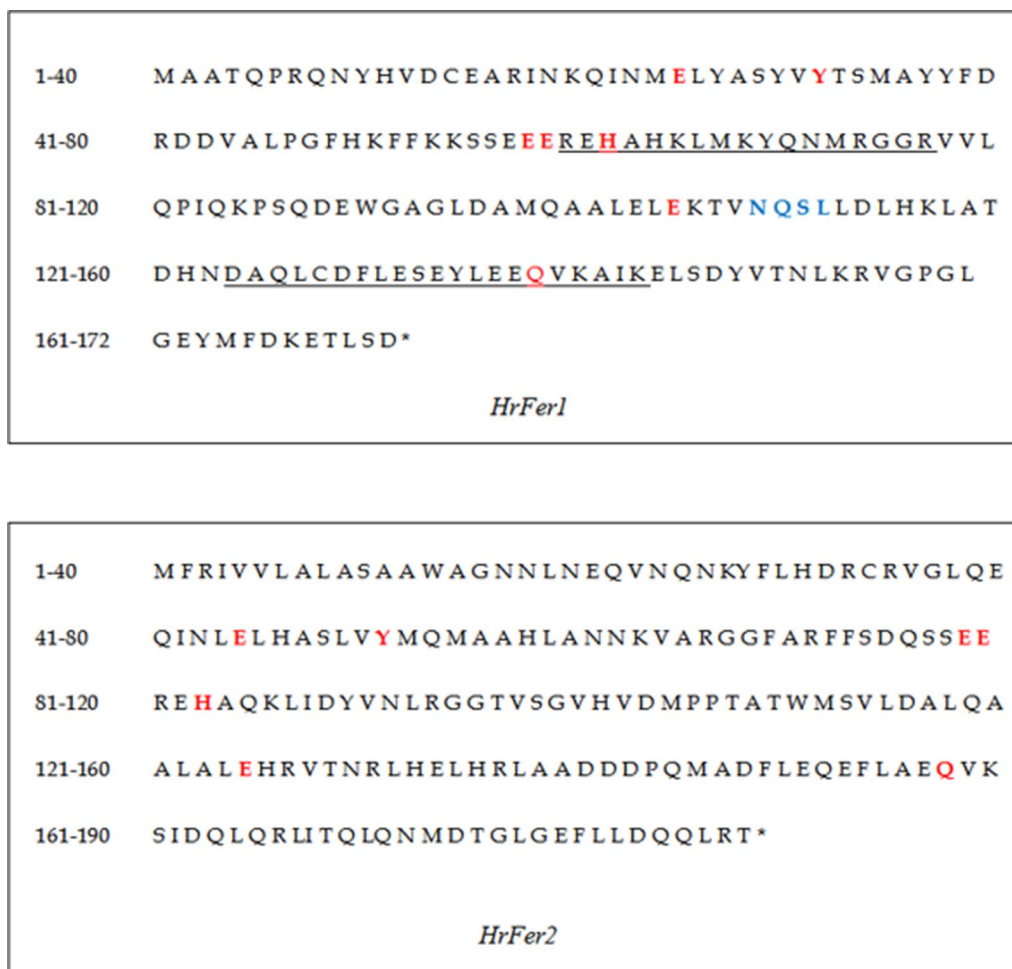 1-40 M A A T Q P R Q N Y H V D C E A R I N K Q I N M E L Y A S Y V Y T S M A Y Y F D
41-80 R D D V A L P G F H K F F K K S S E E E R E H A H K L M K Y Q N M R G G R V V L
81-120 Q P I Q K P S Q D E W G A G L D A M Q A A L E L E K T V N Q S L L D L H K L A T
121-160 D H N D A Q L C D F L E S E Y L E E Q V K A I K E L S D Y V T N L K R V G P G L
161-172 G E Y M F D K E T L S D *
HrFer1
1-40 M F R I V V L A L A S A A W A G N N L N E Q V N Q N K Y F L H D R C R V G L Q E
41-80 Q I N L E L H A S L V Y M Q M A A H L A N N K V A R G G F A R F F S D Q S S E E
81-120 R E H A Q K L I D Y V N L R G G T V S G V H V D M P P T A T W M S V L D A L Q A
121-160 A L A L E H R V T N R L H E L H R L A A D D D P Q M A D F L E Q E F L A E Q V K
161-190 S I D Q L Q R L I T Q L Q N M D T G L G E F L L D Q Q L R T *
HrFer2